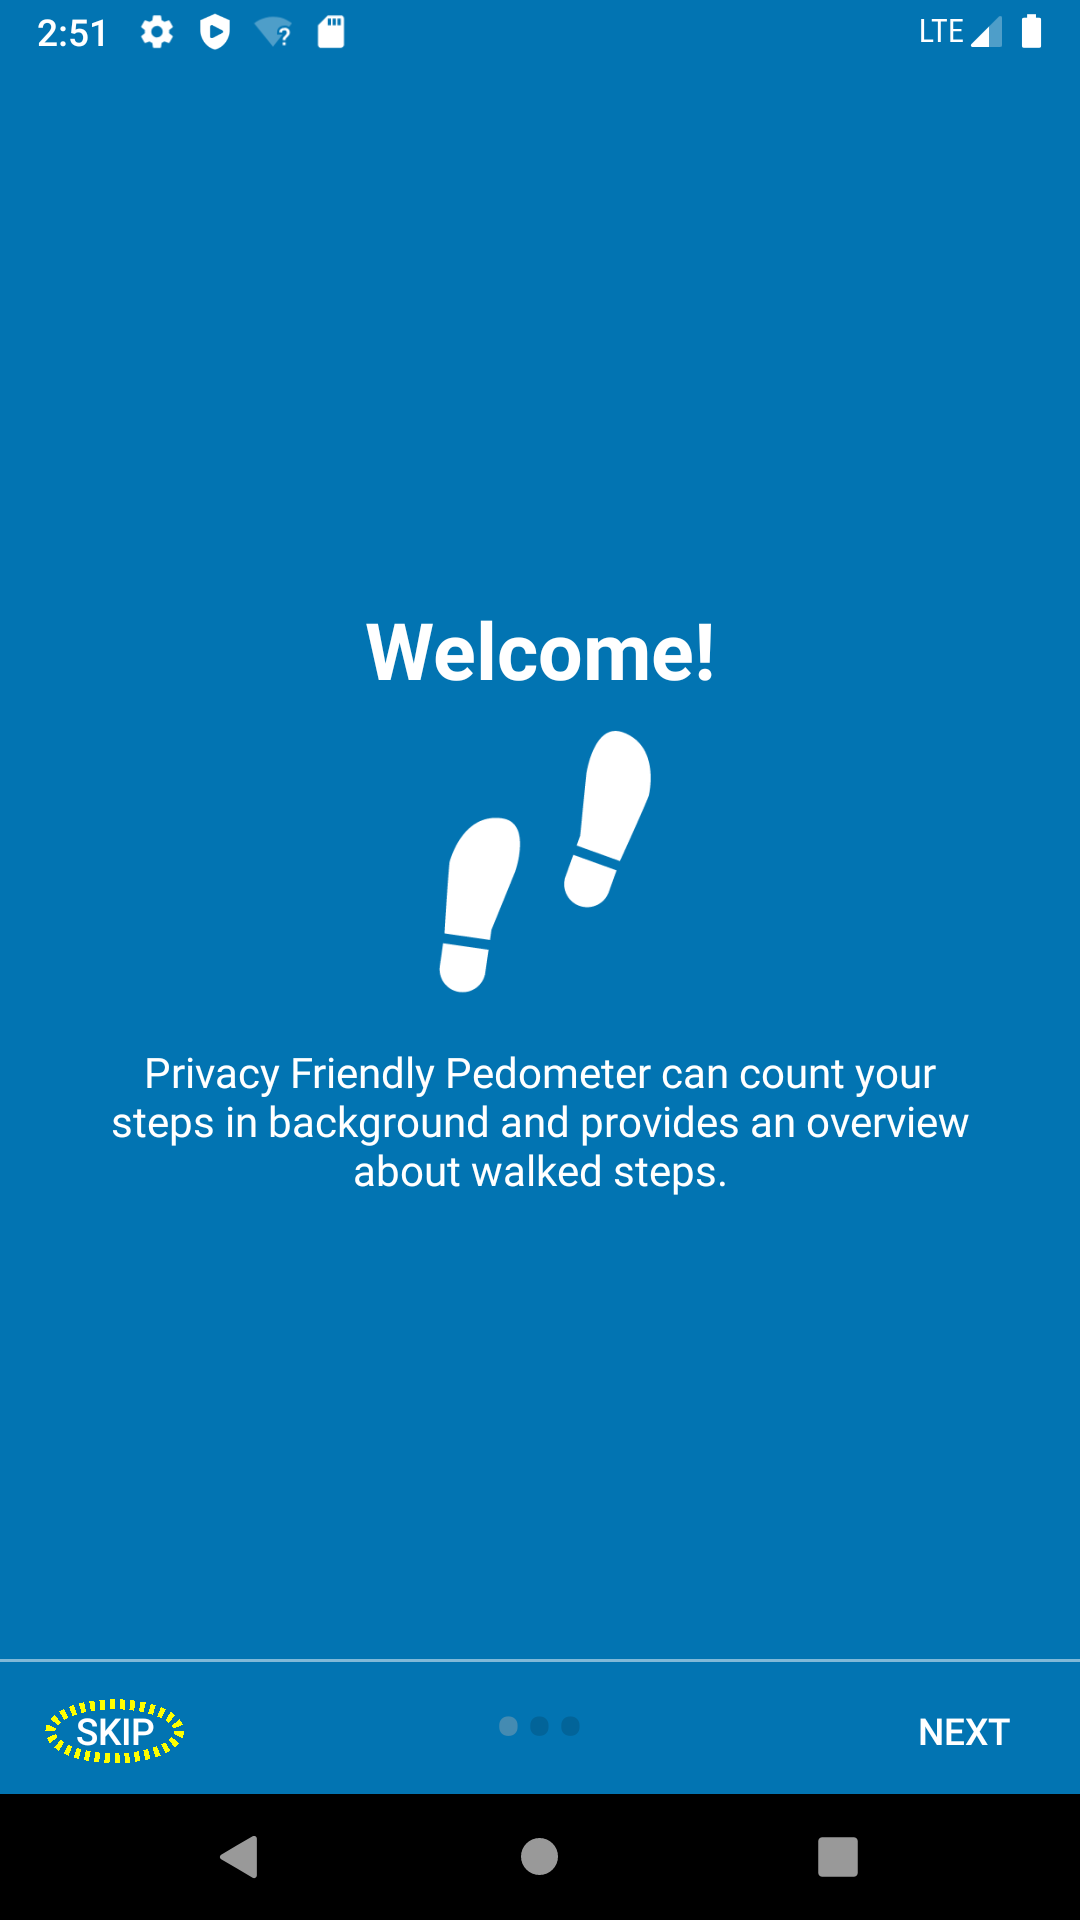 2:51
LTE
Welcome!
Privacy Friendly Pedometer can count your
steps in background and provides an overview
about walked steps.
SKIP
NEXT